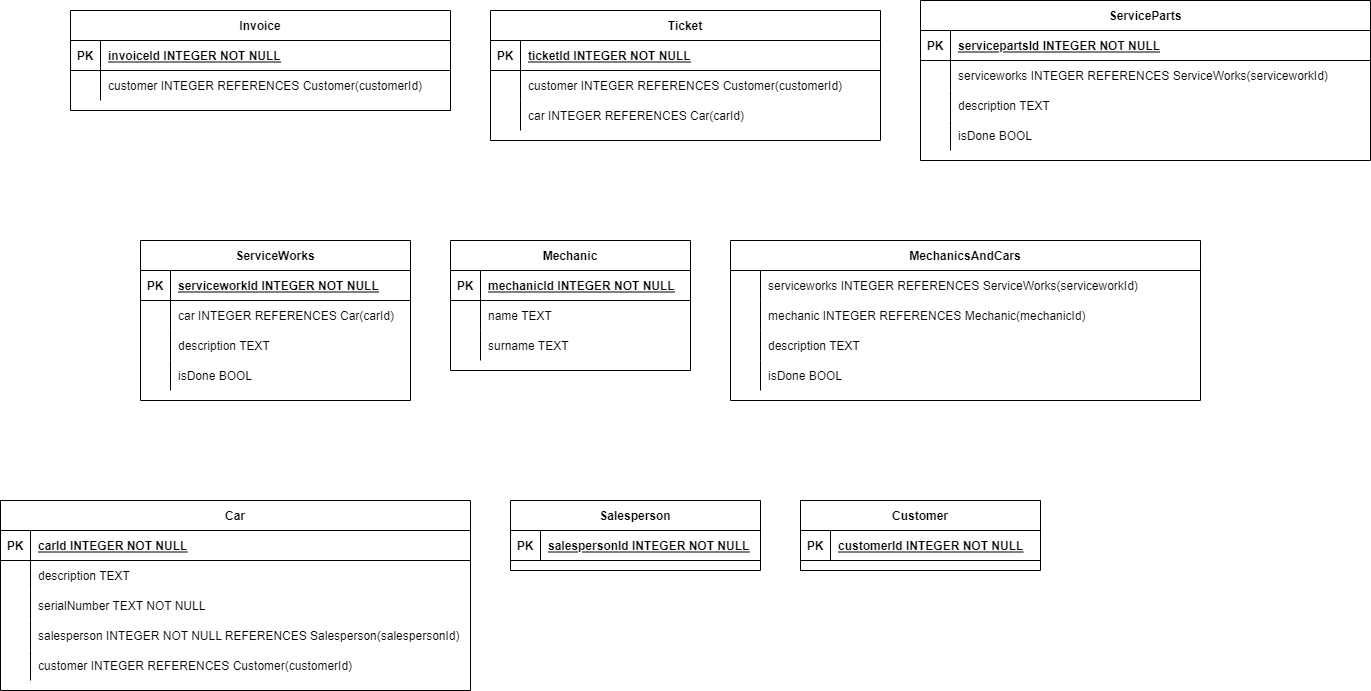 Invoice
PK invoiceId INTEGER NOT NULL
customer INTEGER REFERENCES Customer(customerId)
Ticket
PK ticketId INTEGER NOT NULL
customer INTEGER REFERENCES Customer(customerId)
car INTEGER REFERENCES Car(carId)
ServiceParts
PK servicepartsId INTEGER NOT NULL
serviceworks INTEGER REFERENCES ServiceWorks(serviceworkId)
description TEXT
isDone BOOL
ServiceWorks
PK serviceworkId INTEGER NOT NULL
car INTEGER REFERENCES Car(carId)
description TEXT
isDone BOOL
Mechanic
PK mechanicId INTEGER NOT NULL
name TEXT
surname TEXT
MechanicsAndCars
serviceworks INTEGER REFERENCES ServiceWorks(serviceworkId)
mechanic INTEGER REFERENCES Mechanic(mechanicId)
description TEXT
isDone BOOL
Car
PK carId INTEGER NOT NULL
description TEXT
serialNumber TEXT NOT NULL
salesperson INTEGER NOT NULL REFERENCES Salesperson(salespersonId)
customer INTEGER REFERENCES Customer(customerId)
Salesperson
PK salespersonId INTEGER NOT NULL
Customer
PK customerId INTEGER NOT NULL